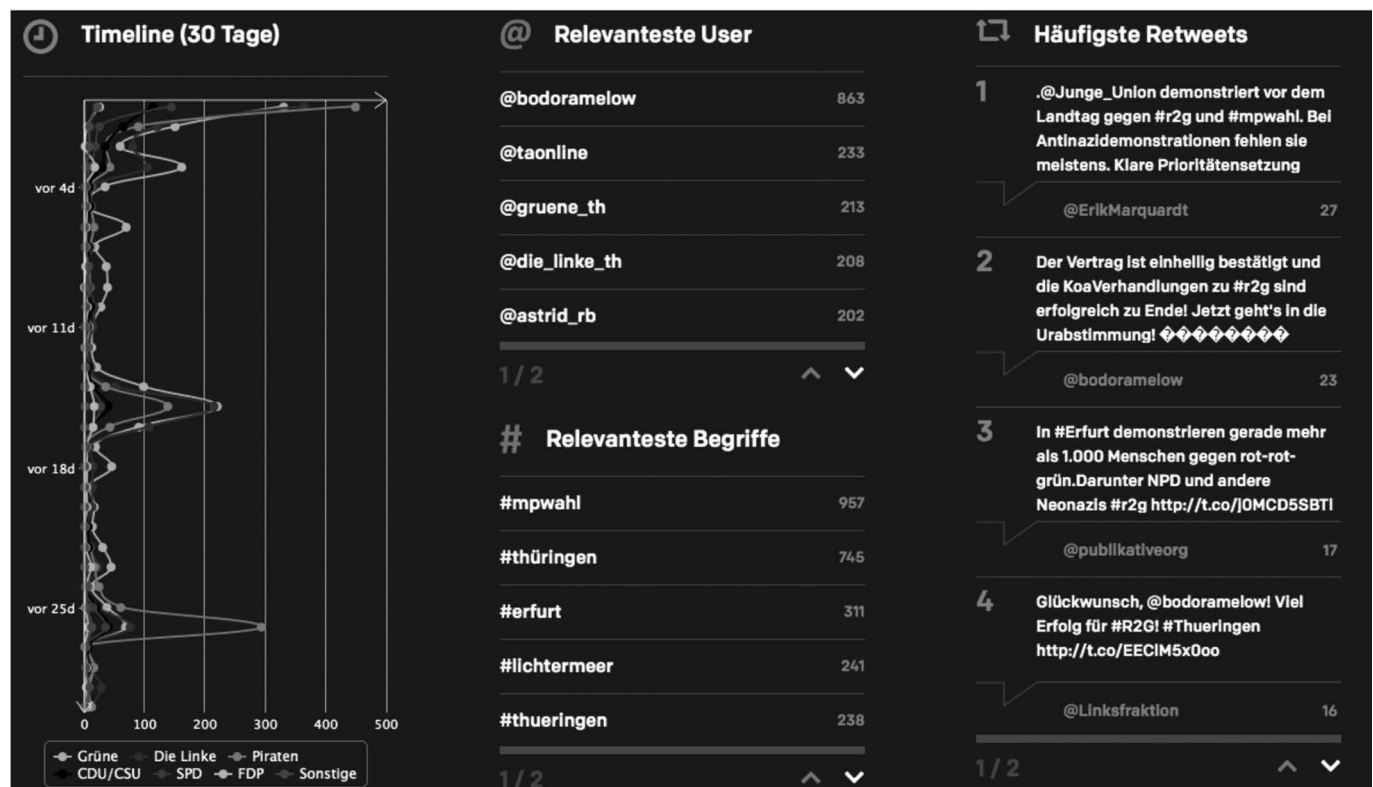 Timeline (30 Tage)
vor 4d
vor 11d
vor 18d
vor 25d
0 100 200 300 400 500
Grüne Die Linke Piraten
CDU/CSU SPD FDP Sonstige
@ Relevanteste User
@bodoramelow 863
@taonline 233
@gruene_th 213
@die_linke_th 208
@astrid_rb 202
1 / 2
# Relevanteste Begriffe
#mpwahl 957
#thüringen 745
#erfurt 311
#lichtermeer 241
#thueringen 238
1 / 2
Häufigste Retweets
1 .@Junge_Union demonstriert vor dem
Landtag gegen #r2g und #mpwahl. Bei
Antinazidemonstrationen fehlen sie
meistens. Klare Prioritätensetzung
@ErikMarquardt 27
2 Der Vertrag ist einhellig bestätigt und
die KoaVerhandlungen zu #r2g sind
erfolgreich zu Ende! Jetzt geht's in die
Urabstimmung! ��������
@bodoramelow 23
3 In #Erfurt demonstrieren gerade mehr
als 1.000 Menschen gegen rot-rot-
grün.Darunter NPD und andere
Neonazis #r2g http://t.co/j0MCD5SBTl
@publikativeorg 17
4 Glückwunsch, @bodoramelow! Viel
Erfolg für #R2G! #Thueringen
http://t.co/EEClM5x0oo
@Linksfraktion 16
1 / 2